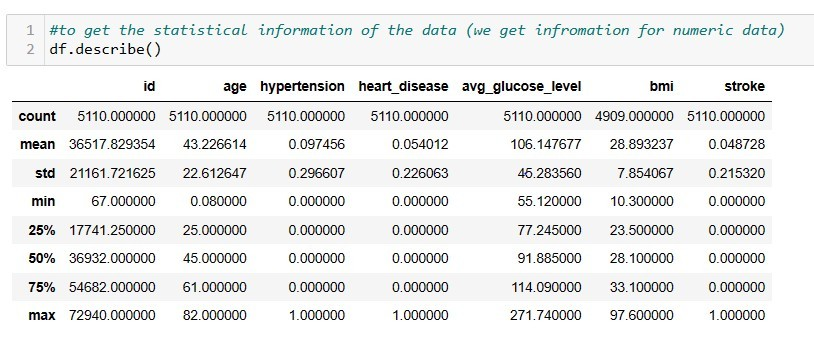 1 #to get the statistical information of the data (we get infromation for numeric data)
2 df.describe()
id age hypertension heart_disease avg_glucose_level bmi stroke
count 5110.000000 5110.000000 5110.000000 5110.000000 5110.000000 4909.000000 5110.000000
mean 36517.829354 43.226614 0.097456 0.054012 106.147677 28.893237 0.048728
std 21161.721625 22.612647 0.296607 0.226063 45.283560 7.854067 0.215320
min 67.000000 0.080000 0.000000 0.000000 55.120000 10.300000 0.000000
25% 17741.250000 25.000000 0.000000 0.000000 77.245000 23.500000 0.000000
50% 36932.000000 45.000000 0.000000 0.000000 91.885000 28.100000 0.000000
75% 54682.000000 61.000000 0.000000 0.000000 114.090000 33.100000 0.000000
max 72940.000000 82.000000 1.000000 1.000000 271.740000 97.600000 1.000000